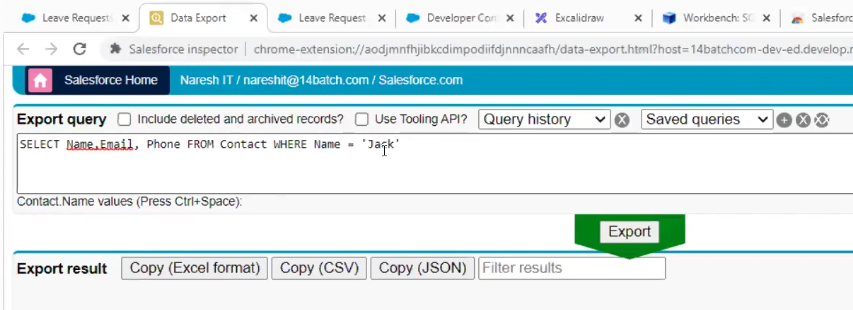 Leave Request Data Export Leave Request Developer Con Excalidraw Workbench: SO Salesfor
Salesforce inspector | chrome-extension://aodjmnfhjibkcdimpodiifdjnnncaafh/data-export.html?host=14batchcom-dev-ed.develop.m
Salesforce Home Naresh IT / nareshit@14batch.com / Salesforce.com
Export query Include deleted and archived records? Use Tooling API? Query history Saved queries
SELECT Name,Email, Phone FROM Contact WHERE Name = 'Jack'
Contact.Name values (Press Ctrl+Space):
Export
Export result Copy (Excel format) Copy (CSV) Copy (JSON) Filter results